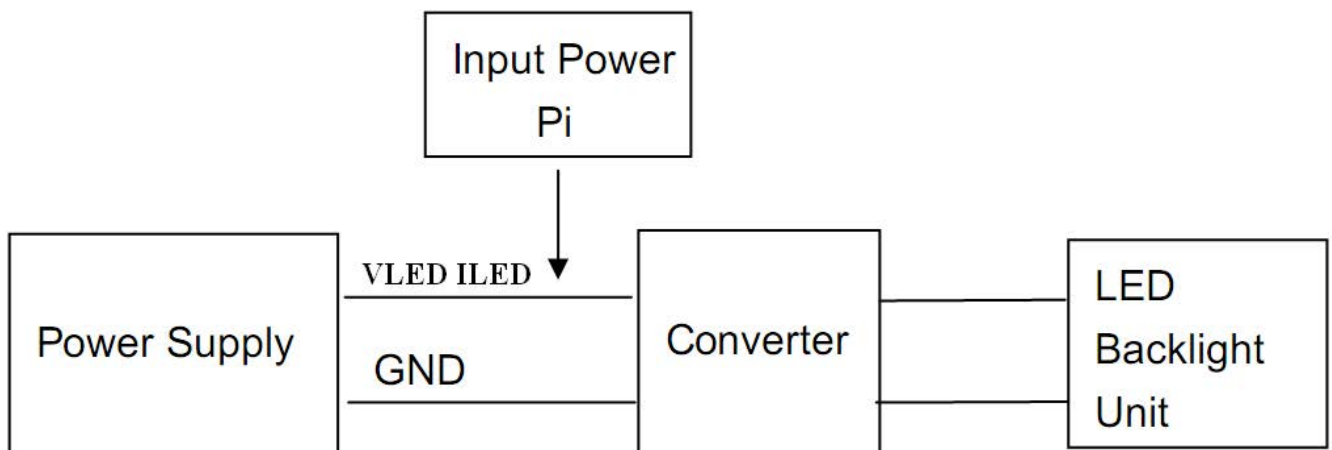 Input Power
Pi
VLED ILED
Power Supply
GND
Converter
LED
Backlight
Unit